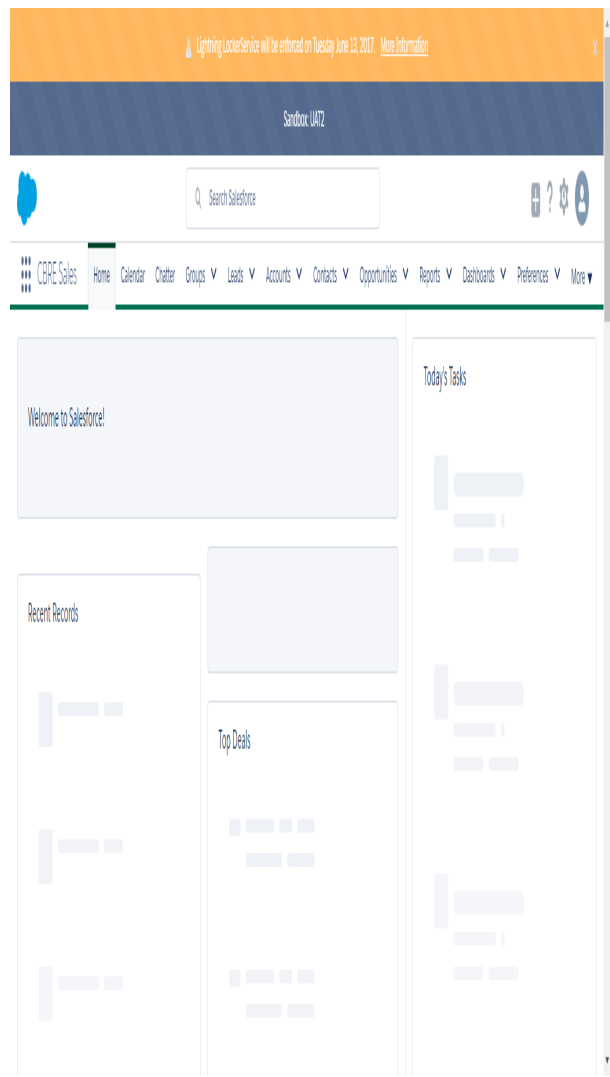 Lightning LockerService will be enforced on Tuesday June 13, 2017. More Information X
Sandbox: UAT2
Search Salesforce
?
CBRE Sales Home Calendar Chatter Groups Leads Accounts Contacts Opportunities Reports Dashboards Preferences More
Today's Tasks
Welcome to Salesforce!
Recent Records
Top Deals